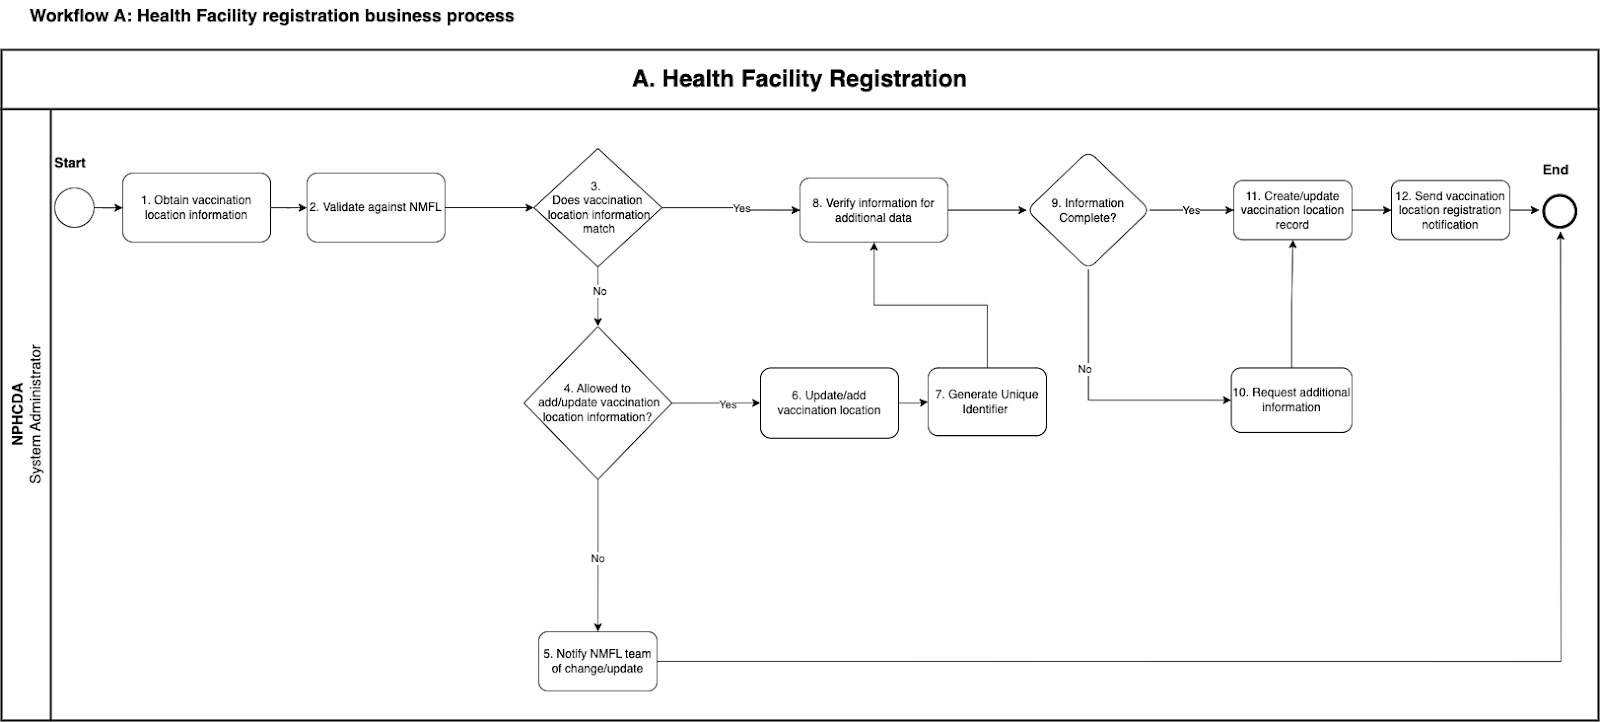 Workflow A: Health Facility registration business process
A. Health Facility Registration
NPHCDA
System Administrator
Start
1. Obtain vaccination
location information
2. Validate against NMFL
3.
Does vaccination
location information
match
Yes
No
4. Allowed to
add/update vaccination
location information?
Yes
No
5. Notify NMFL team
of change/update
6. Update/add
vaccination location
7. Generate Unique
Identifier
8. Verify information for
additional data
9. Information
Complete?
Yes
No
10. Request additional
information
11. Create/update
vaccination location
record
12. Send vaccination
location registration
notification
End